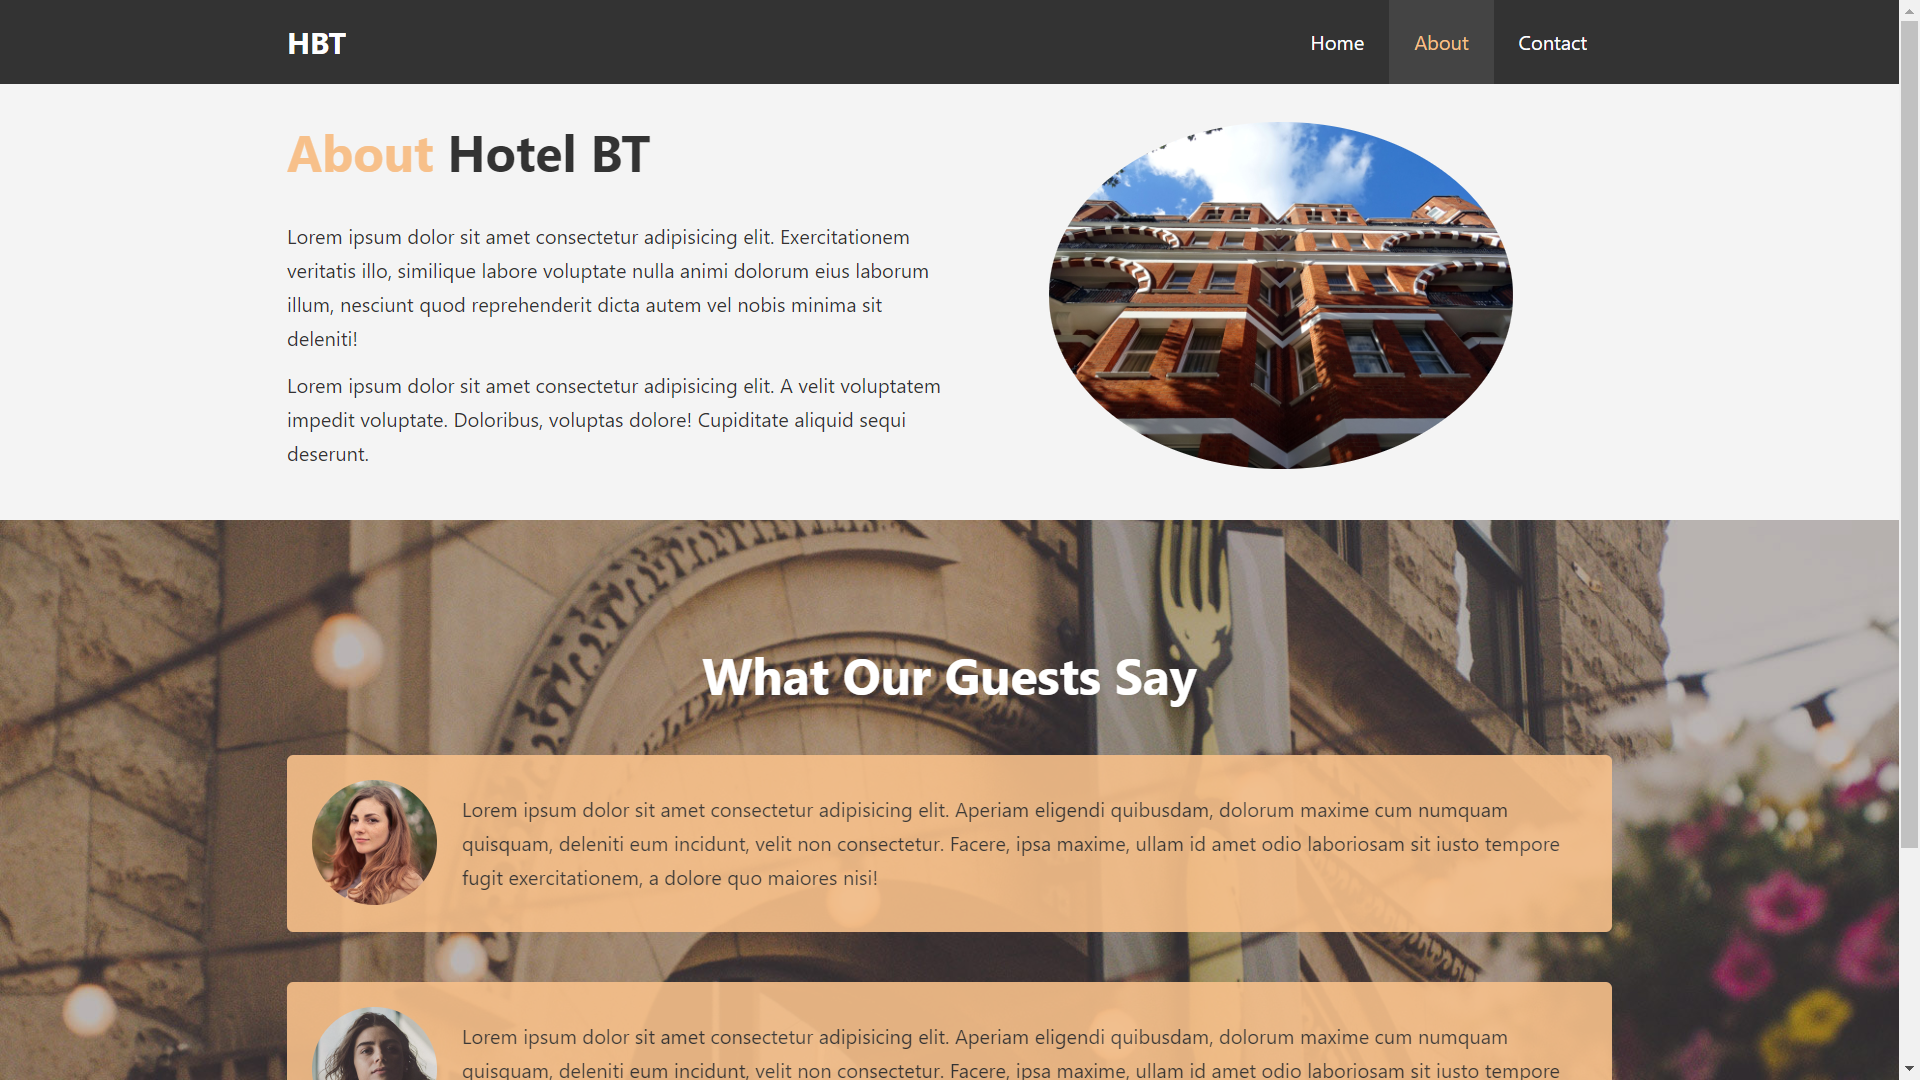 HBT
Home
About
Contact
About Hotel BT
Lorem ipsum dolor sit amet consectetur adipisicing elit. Exercitationem
veritatis illo, similique labore voluptate nulla animi dolorum eius laborum
illum, nesciunt quod reprehenderit dicta autem vel nobis minima sit
deleniti!
Lorem ipsum dolor sit amet consectetur adipisicing elit. A velit voluptatem
impedit voluptate. Doloribus, voluptas dolore! Cupiditate aliquid sequi
deserunt.
What Our Guests Say
Lorem ipsum dolor sit amet consectetur adipisicing elit. Aperiam eligendi quibusdam, dolorum maxime cum numquam
quisquam, deleniti eum incidunt, velit non consectetur. Facere, ipsa maxime, ullam id amet odio laboriosam sit iusto tempore
fugit exercitationem, a dolore quo maiores nisi!
Lorem ipsum dolor sit amet consectetur adipisicing elit. Aperiam eligendi quibusdam, dolorum maxime cum numquam
quisquam, deleniti eum incidunt, velit non consectetur. Facere, ipsa maxime, ullam id amet odio laboriosam sit iusto tempore